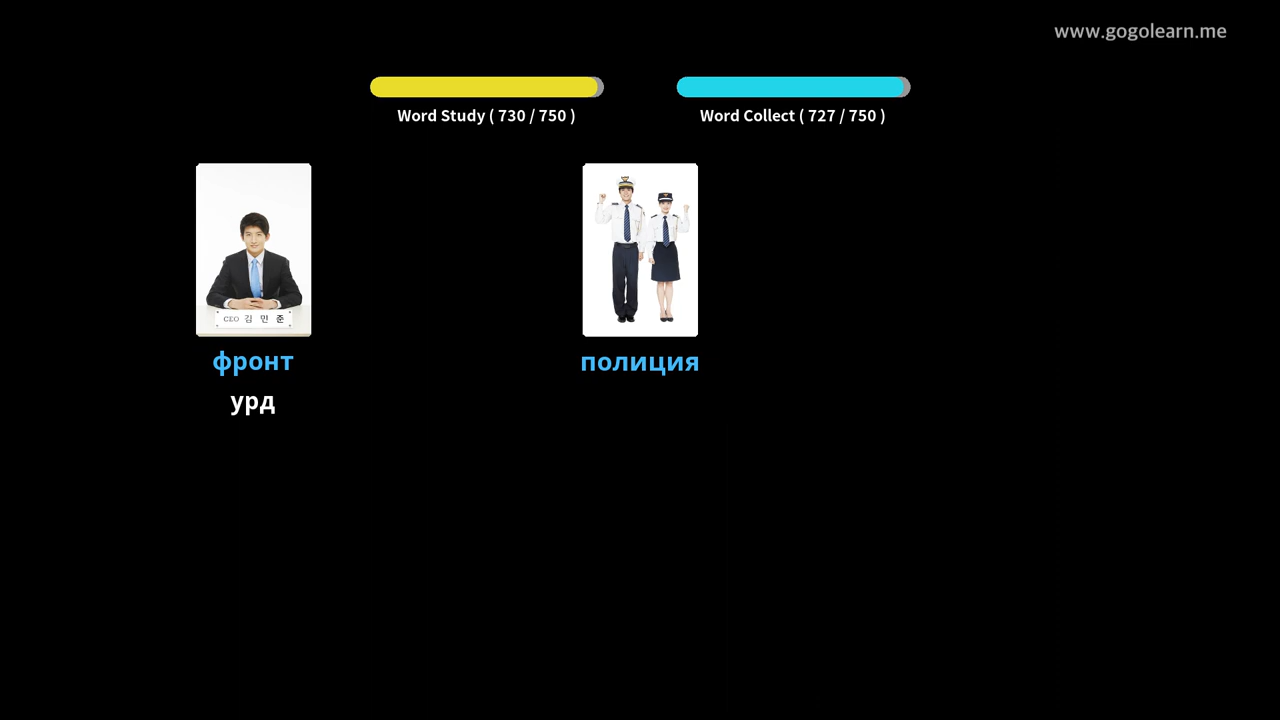 www.gogolearn.me
Word Study ( 730 / 750 )
Word Collect ( 727 / 750 )
CEO 김 민 준
фронт
полиция
урд